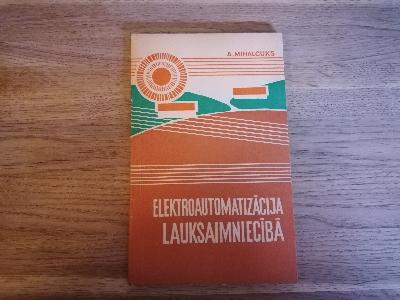 A.MIHALČUKS
ELEKTROAUTOMATIZĀCIJA
LAUKSAIMNIECĪBĀ